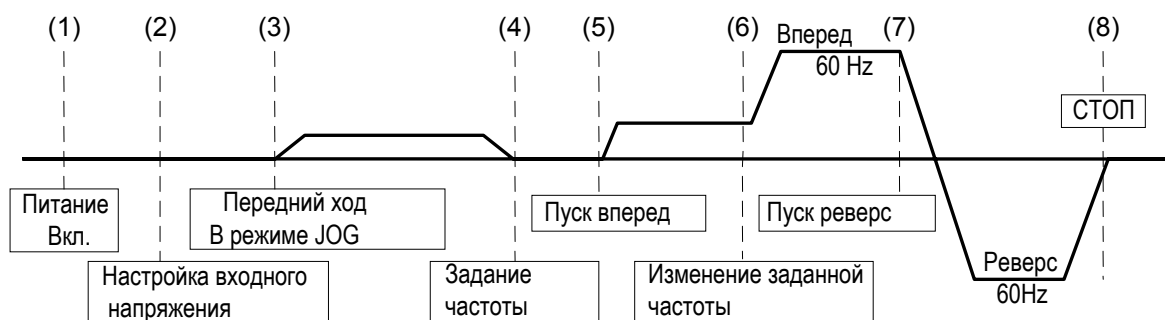 (1) (2) (3) (4) (5) (6) (7) (8)
Вперед
60 Hz
СТОП
Питание
Вкл.
Передний ход
В режиме JOG
Пуск вперед
Пуск реверс
Настройка входного
напряжения
Задание
частоты
Изменение заданной
частоты
Реверс
60Hz